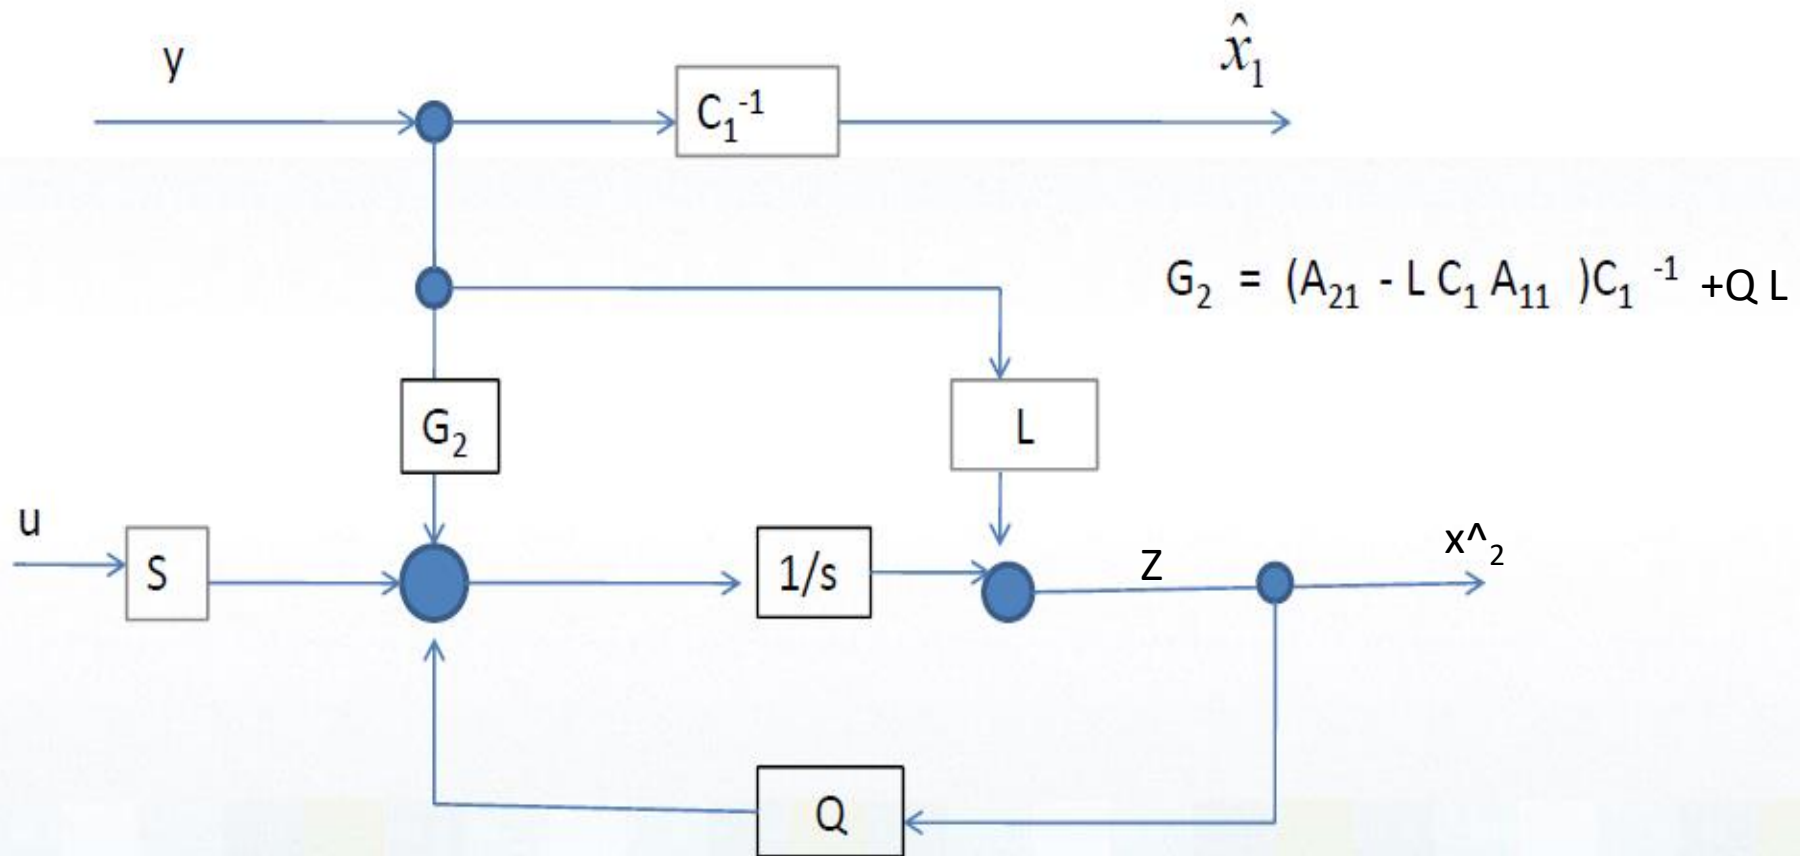 y
x̂₁
C₁⁻¹
G₂ = (A₂₁ - L C₁ A₁₁ )C₁ ⁻¹ +Q L
G₂
L
u
S
1/s
Z
x^₂
Q